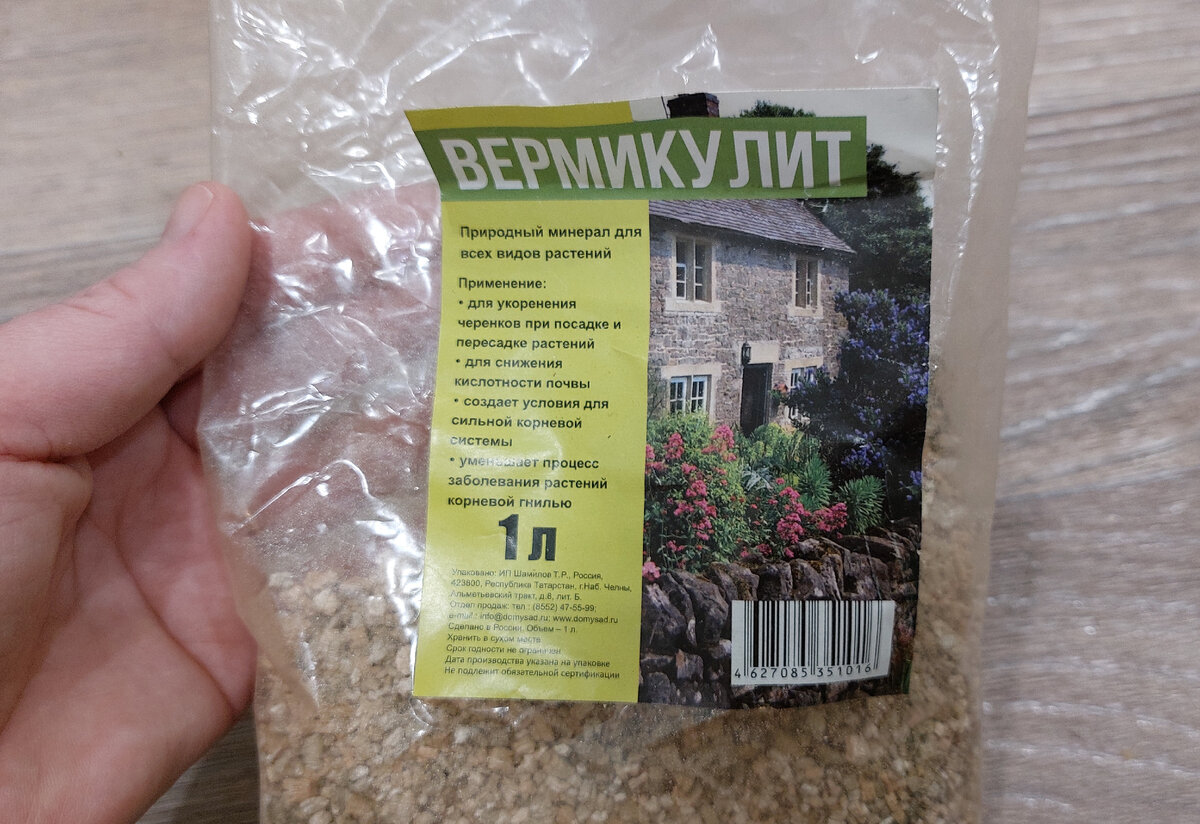 ВЕРМИКУЛИТ
Природный минерал для
всех видов растений
Применение:
• для укоренения
черенков при посадке и
пересадке растений
• для снижения
кислотности почвы
• создает условия для
сильной корневой
системы
• уменьшает процесс
заболевания растений
корневой гнилью
1л
Упаковано: ИП Шамилов Т.Р., Россия,
423800, Республика Татарстан, г.Наб. Челны,
Альметьевский тракт, д.8, лит. Б.
Отдел продаж: тел.: (8552) 47-55-99;
e-mail.: info@domysad.ru; www.domysad.ru
Сделано в России. Объем – 1 л.
Хранить в сухом месте
Срок годности не ограничен
Дата производства указана на упаковке
Не подлежит обязательной сертификации
4 627085 351016